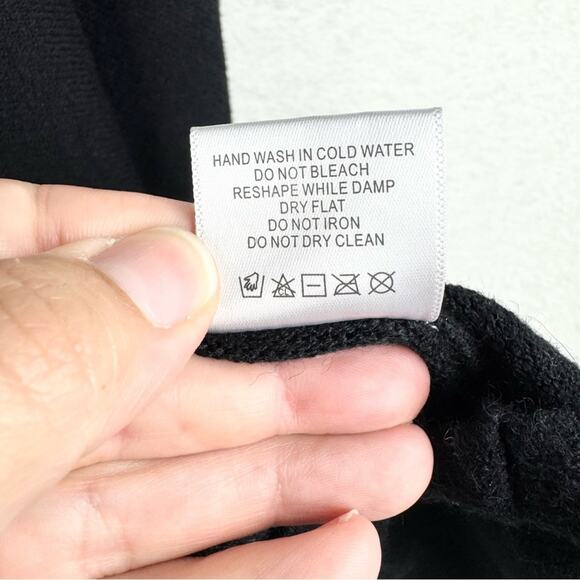 HAND WASH IN COLD WATER
DO NOT BLEACH
RESHAPE WHILE DAMP
DRY FLAT
DO NOT IRON
DO NOT DRY CLEAN
CL